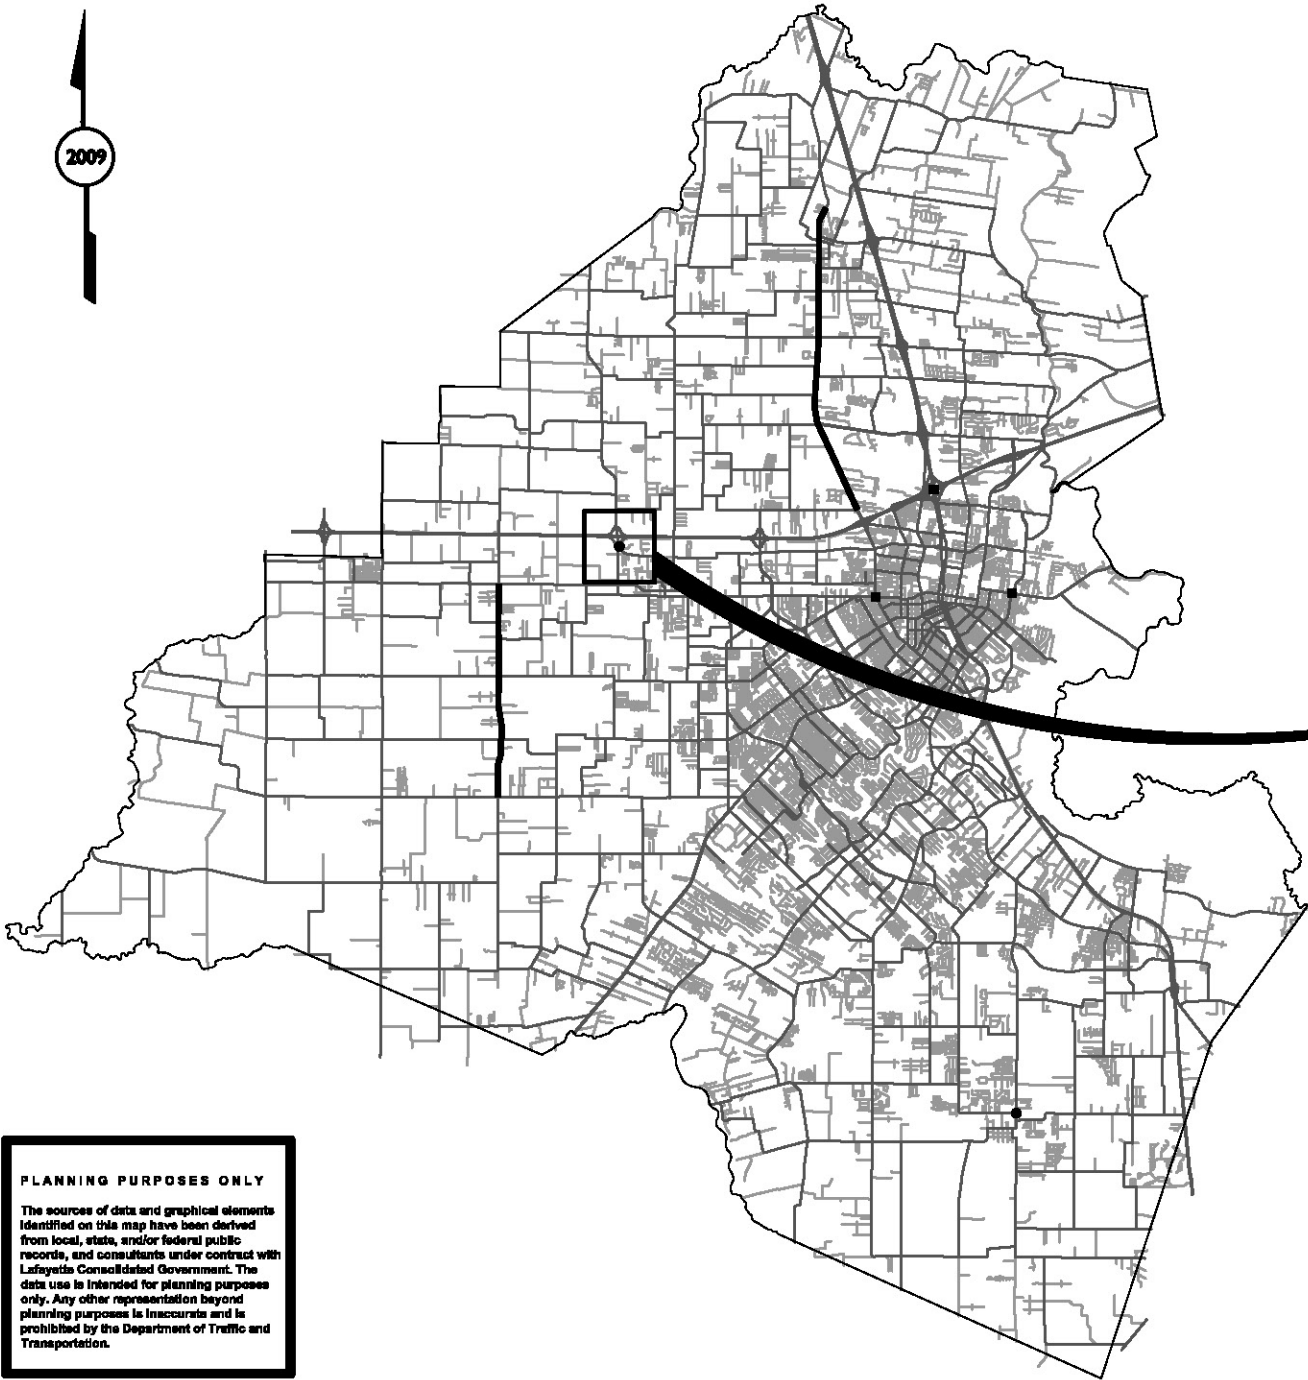 2009
PLANNING PURPOSES ONLY
The sources of data and graphical elements
identified on this map have been derived
from local, state, and/or federal public
records, and consultants under contract with
Lafayette Consolidated Government. The
data use is intended for planning purposes
only. Any other representation beyond
planning purposes is inaccurate and is
prohibited by the Department of Traffic and
Transportation.